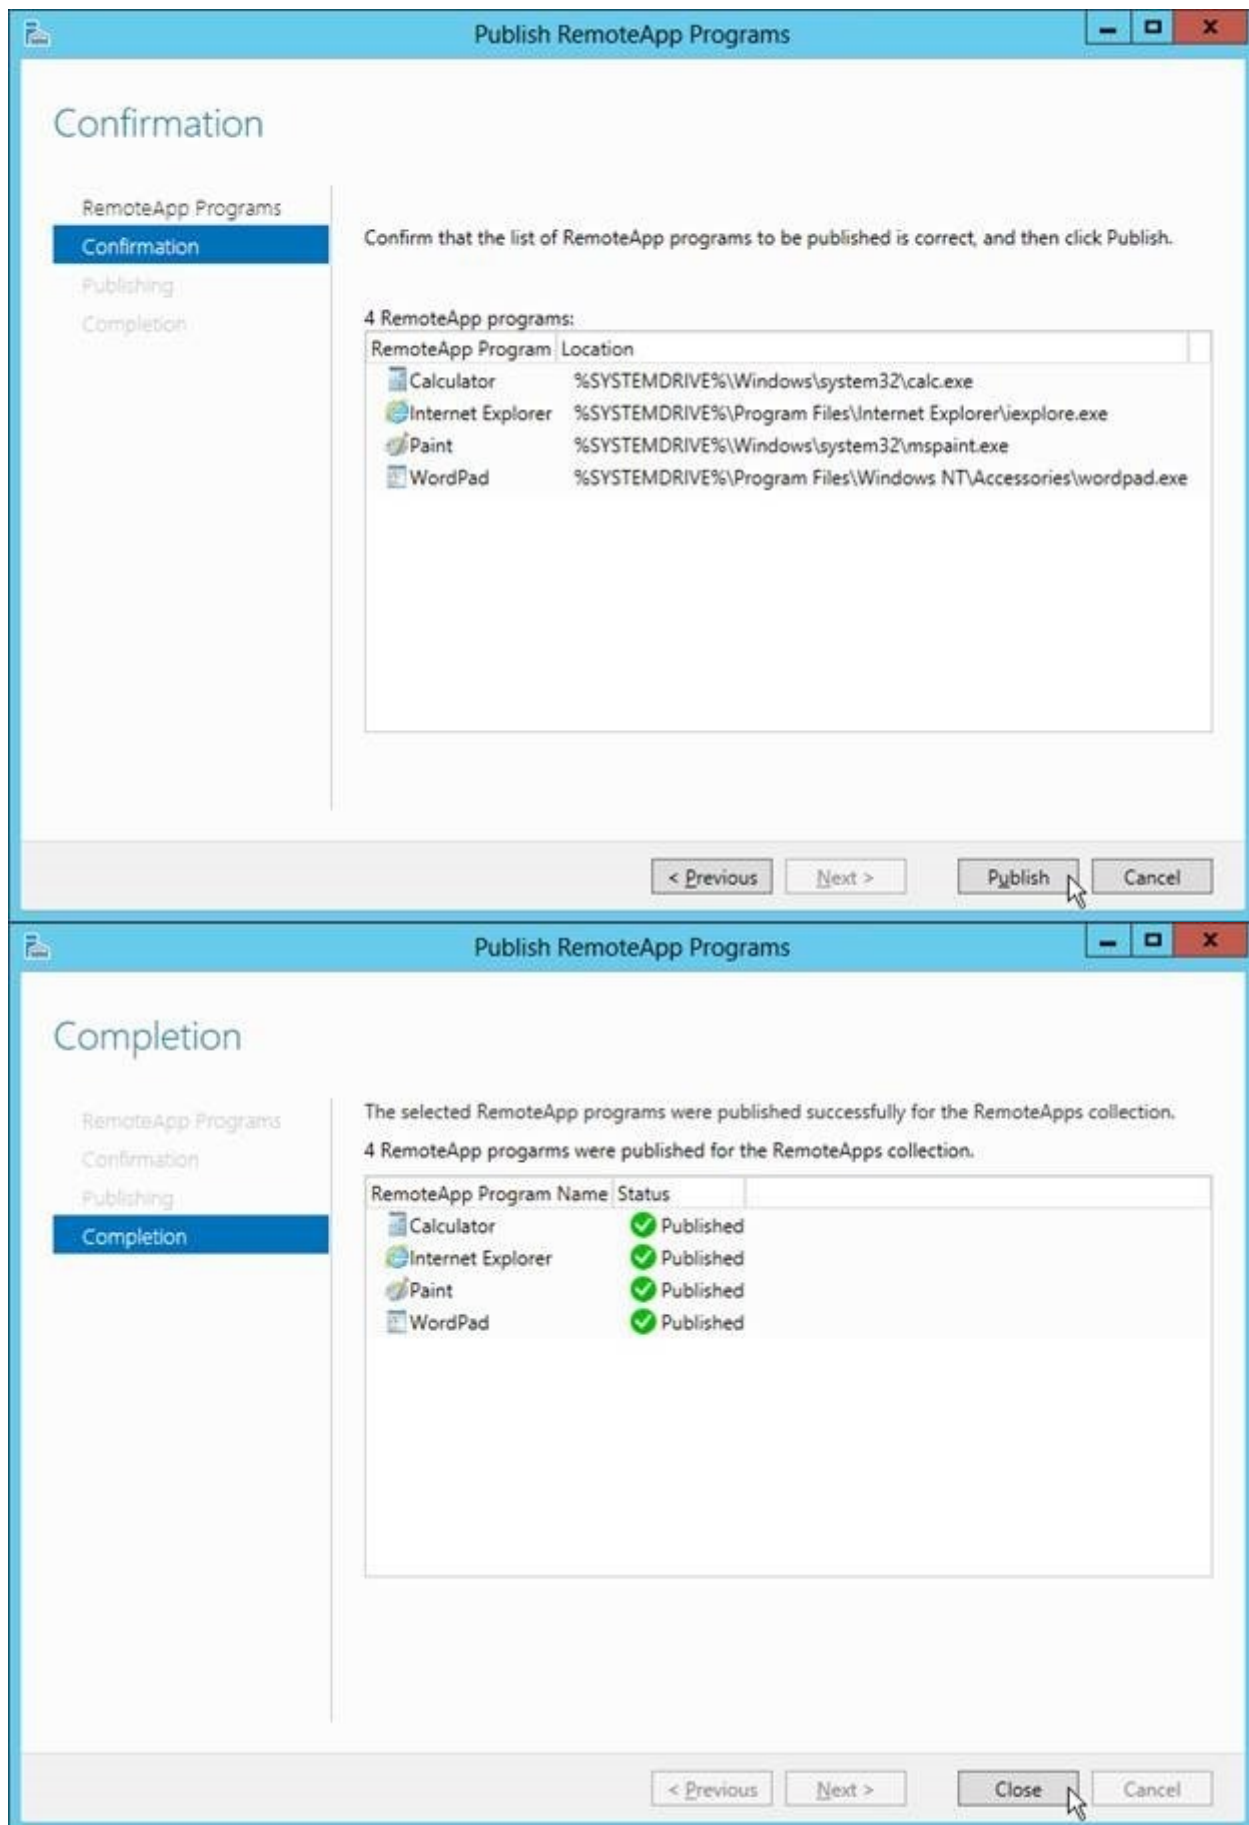 Publish RemoteApp Programs
Confirmation
RemoteApp Programs
Confirmation
Publishing
Completion
Confirm that the list of RemoteApp programs to be published is correct, and then click Publish.
4 RemoteApp programs:
RemoteApp Program Location
Calculator %SYSTEMDRIVE%\Windows\system32\calc.exe
Internet Explorer %SYSTEMDRIVE%\Program Files\Internet Explorer\iexplore.exe
Paint %SYSTEMDRIVE%\Windows\system32\mspaint.exe
WordPad %SYSTEMDRIVE%\Program Files\Windows NT\Accessories\wordpad.exe
< Previous Next > Publish Cancel
Publish RemoteApp Programs
Completion
RemoteApp Programs
Confirmation
Publishing
Completion
The selected RemoteApp programs were published successfully for the RemoteApps collection.
4 RemoteApp progarms were published for the RemoteApps collection.
RemoteApp Program Name Status
Calculator Published
Internet Explorer Published
Paint Published
WordPad Published
< Previous Next > Close Cancel